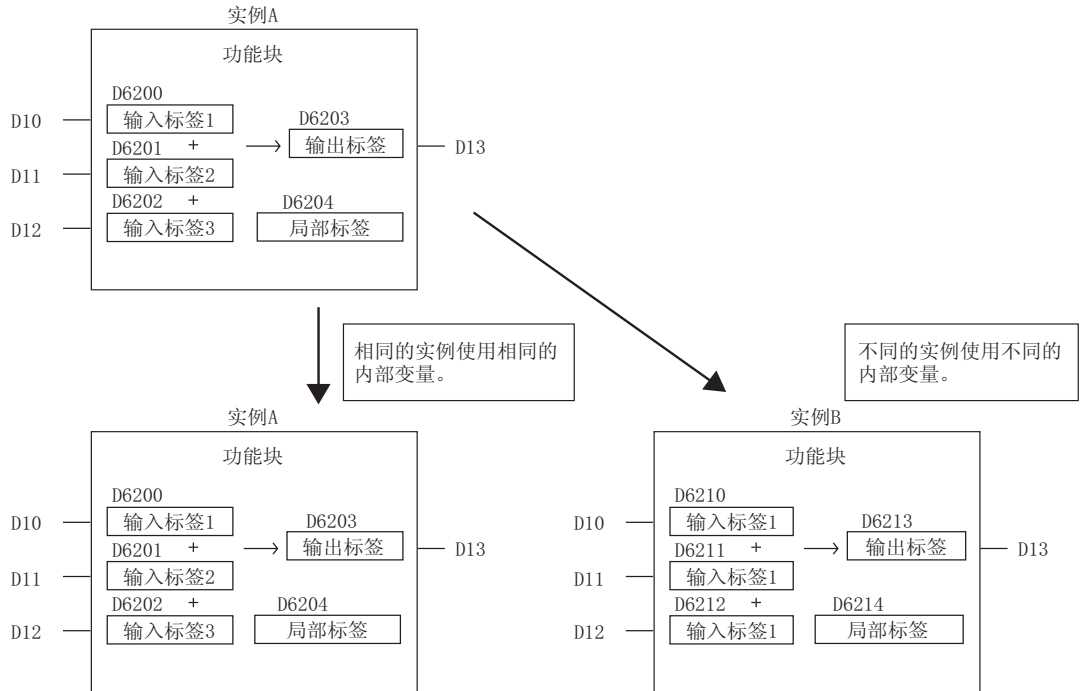 实例A
功能块
D6200
D10 输入标签1
D6203
D6201 + 输出标签 D13
D11 输入标签2
D6202 + D6204
D12 输入标签3 局部标签
相同的实例使用相同的
内部变量。
不同的实例使用不同的
内部变量。
实例A
功能块
D6200
D10 输入标签1 D6203
D6201 + 输出标签 D13
D11 输入标签2
D6202 + D6204
D12 输入标签3 局部标签
实例B
功能块
D6210
D10 输入标签1 D6213
D6211 + 输出标签 D13
D11 输入标签1
D6212 + D6214
D12 输入标签1 局部标签